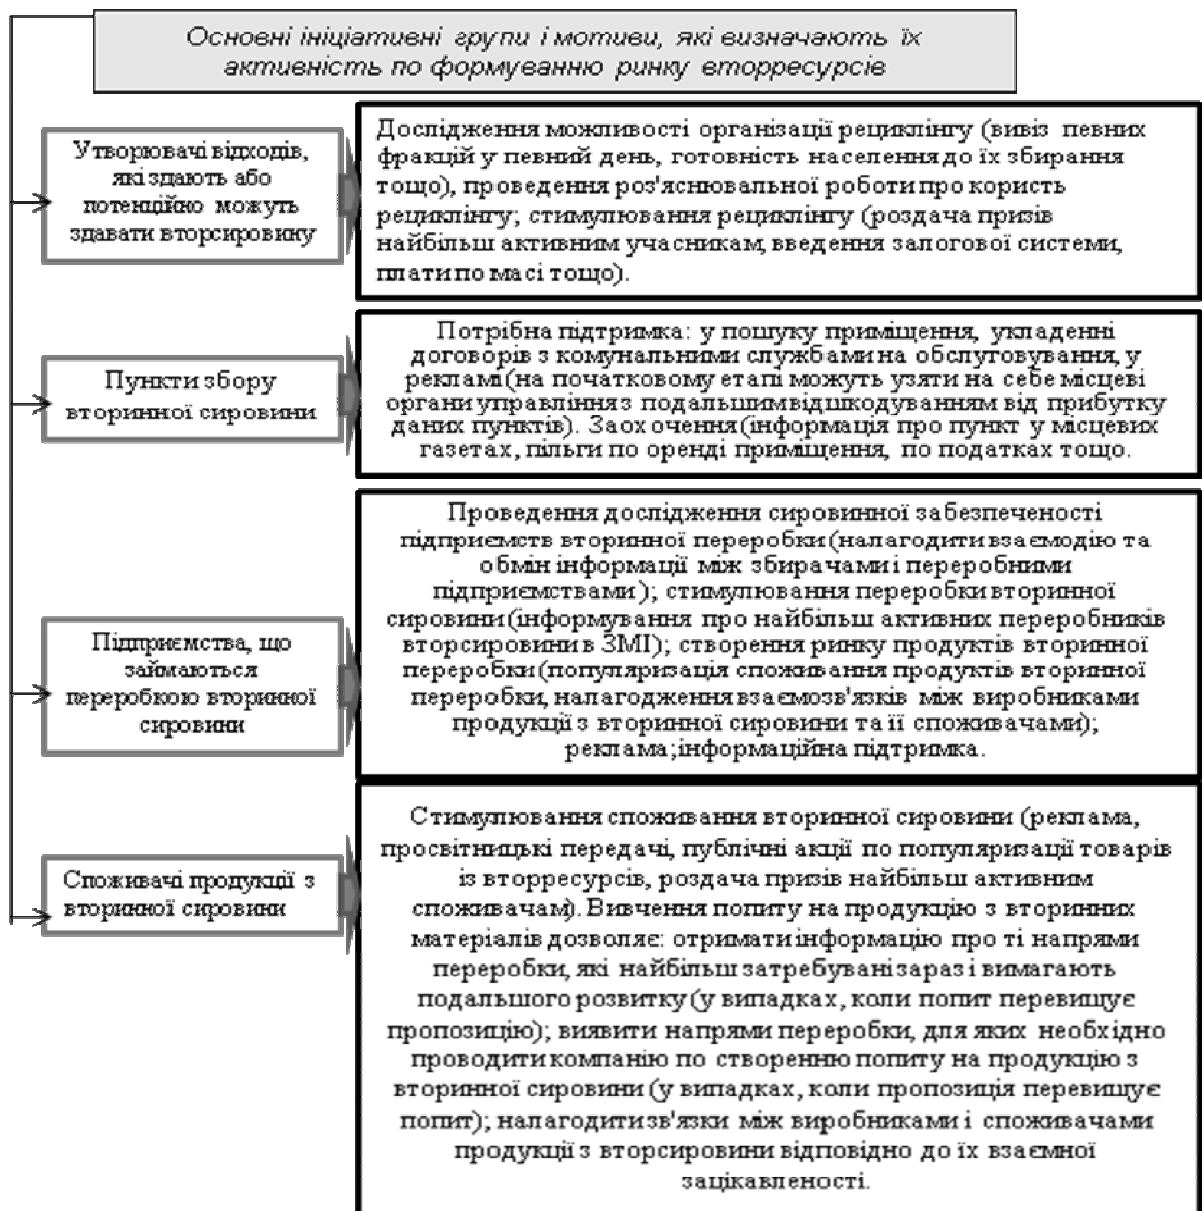 Основні ініціативні групи і мотиви, які визначають їх
активність по формуванню ринку вторресурсів
Утворювачі відходів,
які здають або
потенційно можуть
здавати вторсировину
Дослідження можливості організації рециклінгу (вивіз певних
фракцій у певний день, готовність населення до їх збирання
тощо), проведення роз'яснювальної роботи про користь
рециклінгу; стимулювання рециклінгу (роздача призів
найбільш активним учасникам, введення залогової системи,
плати по масі тощо).
Пункти збору
вторинної сировини
Потрібна підтримка: у пошуку приміщення, укладенні
договорів з комунальними службами на обслуговування, у
рекламі (на початковому етапі можуть узяти на себе місцеві
органи управління з подальшим відшкодуванням від прибутку
даних пунктів). Заохочення (інформація про пункт у місцевих
газетах, пільги по оренді приміщення, по податках тощо.
Підприємства, що
займаються
переробкою вторинної
сировини
Проведення дослідження сировинної забезпеченості
підприємств вторинної переробки (налагодити взаємодію та
обмін інформації між збирачами і переробними
підприємствами); стимулювання переробки вторинної
сировини (інформування про найбільш активних переробників
вторсировини в ЗМІ); створення ринку продуктів вторинної
переробки (популяризація споживання продуктів вторинної
переробки, налагодження взаємозв'язків між виробниками
продукції з вторинної сировини та її споживачами);
реклама; інформаційна підтримка.
Споживачі продукції з
вторинної сировини
Стимулювання споживання вторинної сировини (реклама,
просвітницькі передачі, публічні акції по популяризації товарів
із вторресурсів, роздача призів найбільш активним
споживачам). Вивчення попиту на продукцію з вторинних
матеріалів дозволяє: отримати інформацію про ті напрями
переробки, які найбільш затребувані зараз і вимагають
подальшого розвитку (у випадках, коли попит перевищує
пропозицію); виявити напрями переробки, для яких необхідно
проводити компанію по створенню попиту на продукцію з
вторинної сировини (у випадках, коли пропозиція перевищує
попит); налагодити зв'язки між виробниками і споживачами
продукції з вторсировини відповідно до їх взаємної
зацікавленості.